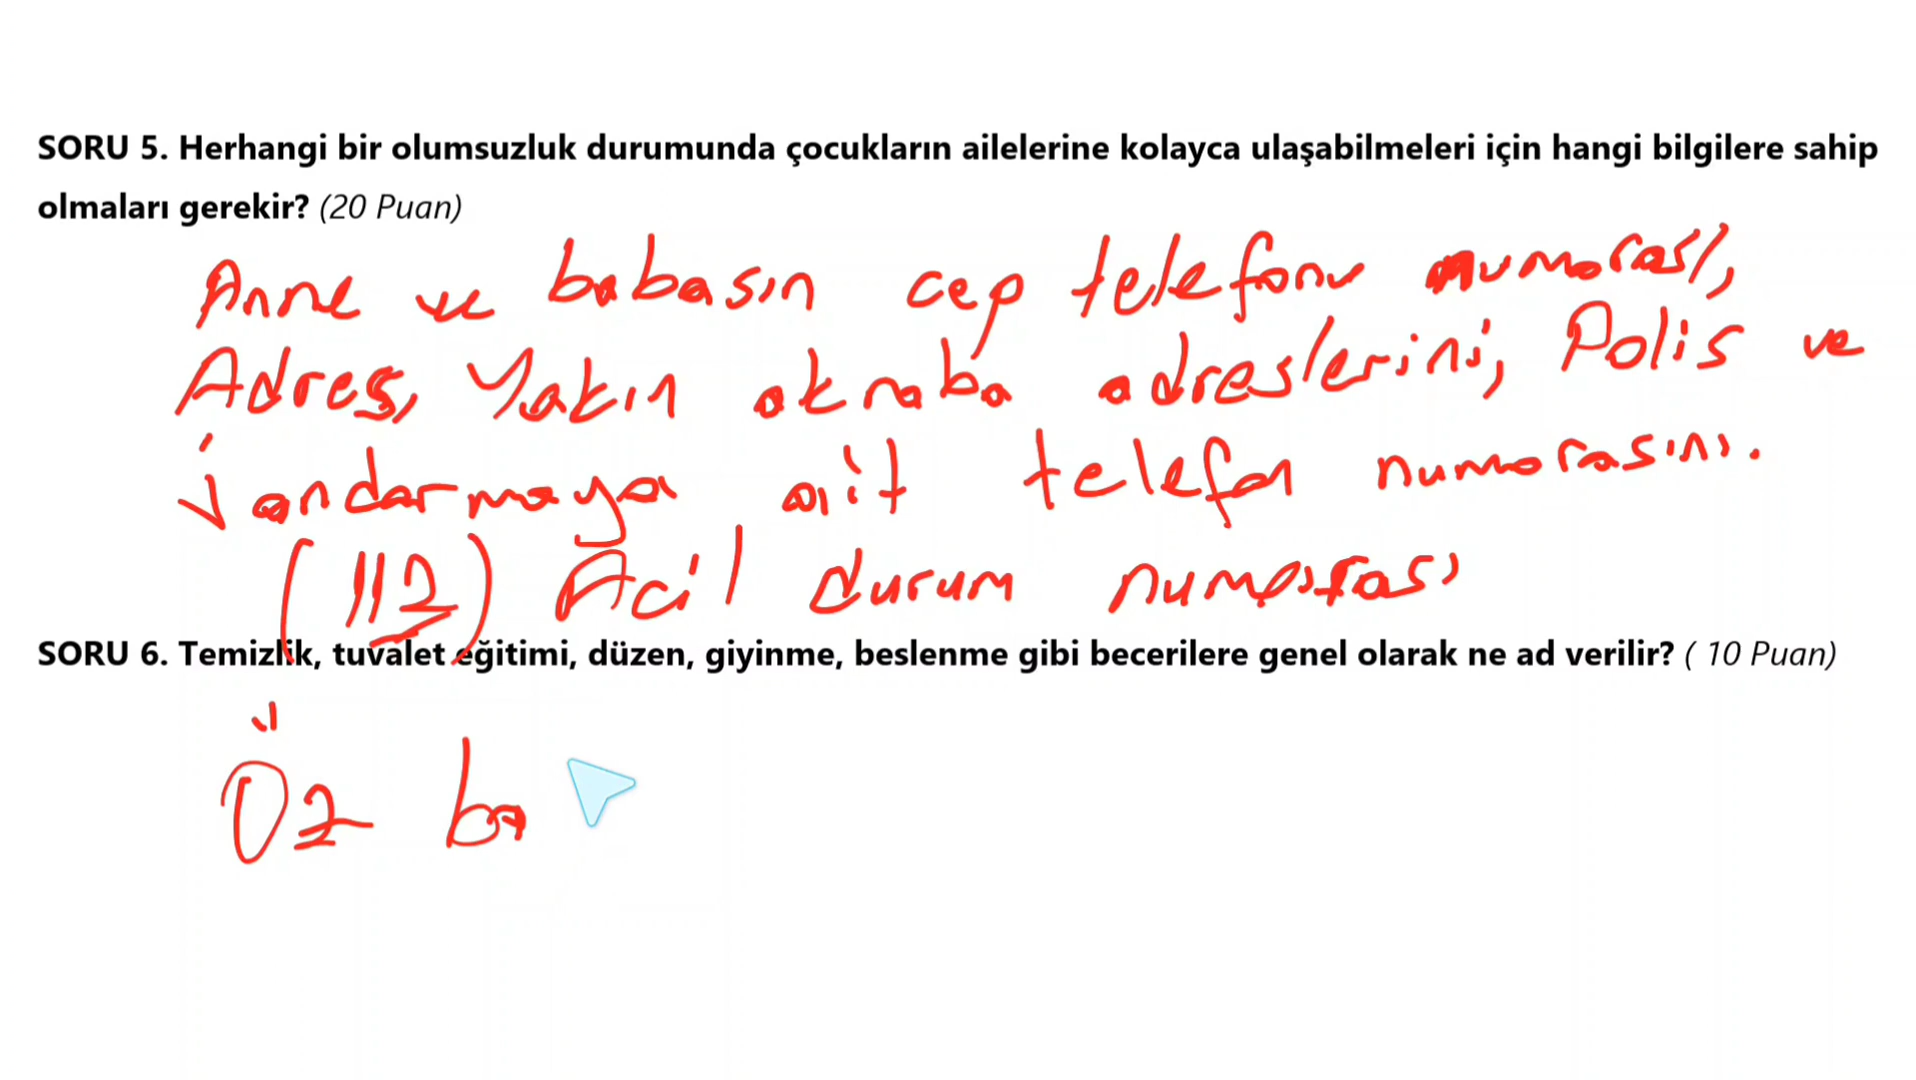 SORU 5. Herhangi bir olumsuzluk durumunda çocukların ailelerine kolayca ulaşabilmeleri için hangi bilgilere sahip
olmaları gerekir? (20 Puan)
Anne ve babasın cep telefonu numarası,
Adres, Yakın akraba adreslerini, Polis ve
Jandarmaya ait telefon numarasını.
(112) Acil durum numarası
SORU 6. Temizlik, tuvalet eğitimi, düzen, giyinme, beslenme gibi becerilere genel olarak ne ad verilir? ( 10 Puan)
Öz ba